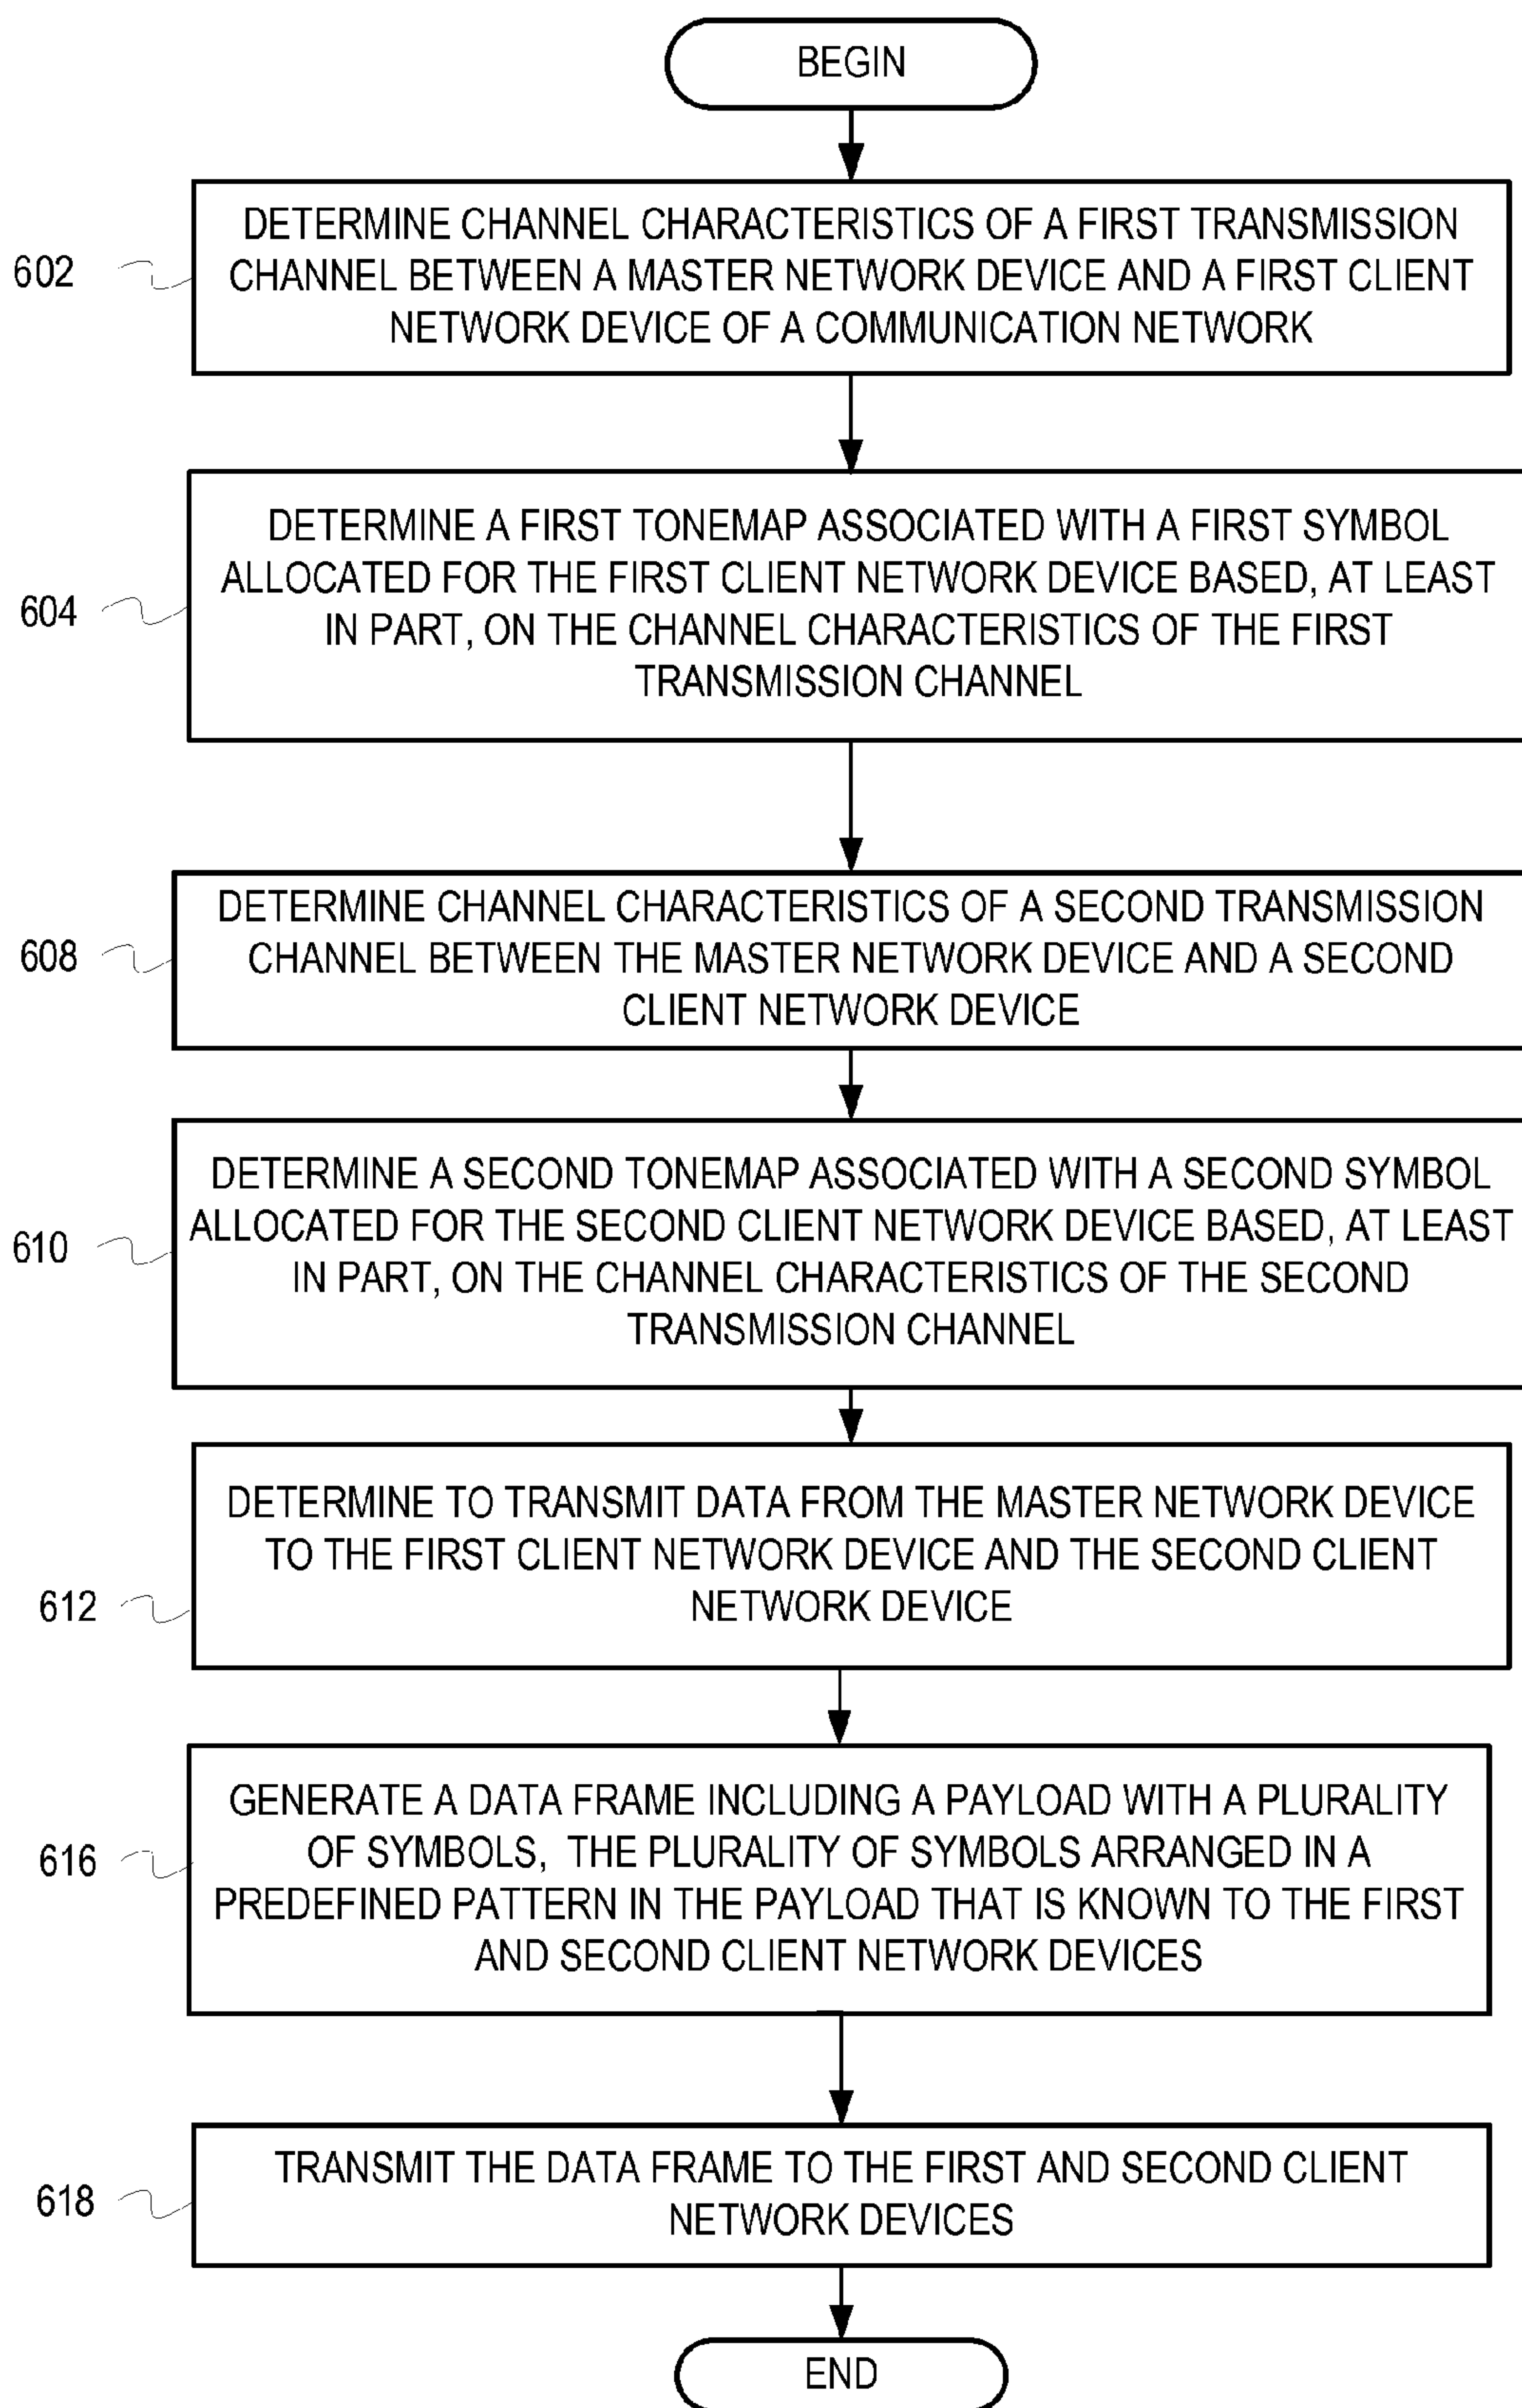 BEGIN
DETERMINE CHANNEL CHARACTERISTICS OF A FIRST TRANSMISSION
CHANNEL BETWEEN A MASTER NETWORK DEVICE AND A FIRST CLIENT
NETWORK DEVICE OF A COMMUNICATION NETWORK
602
DETERMINE A FIRST TONEMAP ASSOCIATED WITH A FIRST SYMBOL
ALLOCATED FOR THE FIRST CLIENT NETWORK DEVICE BASED, AT LEAST
IN PART, ON THE CHANNEL CHARACTERISTICS OF THE FIRST
TRANSMISSION CHANNEL
604
DETERMINE CHANNEL CHARACTERISTICS OF A SECOND TRANSMISSION
CHANNEL BETWEEN THE MASTER NETWORK DEVICE AND A SECOND
CLIENT NETWORK DEVICE
608
DETERMINE A SECOND TONEMAP ASSOCIATED WITH A SECOND SYMBOL
ALLOCATED FOR THE SECOND CLIENT NETWORK DEVICE BASED, AT LEAST
IN PART, ON THE CHANNEL CHARACTERISTICS OF THE SECOND
TRANSMISSION CHANNEL
610
DETERMINE TO TRANSMIT DATA FROM THE MASTER NETWORK DEVICE
TO THE FIRST CLIENT NETWORK DEVICE AND THE SECOND CLIENT
NETWORK DEVICE
612
GENERATE A DATA FRAME INCLUDING A PAYLOAD WITH A PLURALITY
OF SYMBOLS, THE PLURALITY OF SYMBOLS ARRANGED IN A
PREDEFINED PATTERN IN THE PAYLOAD THAT IS KNOWN TO THE FIRST
AND SECOND CLIENT NETWORK DEVICES
616
TRANSMIT THE DATA FRAME TO THE FIRST AND SECOND CLIENT
NETWORK DEVICES
618
END